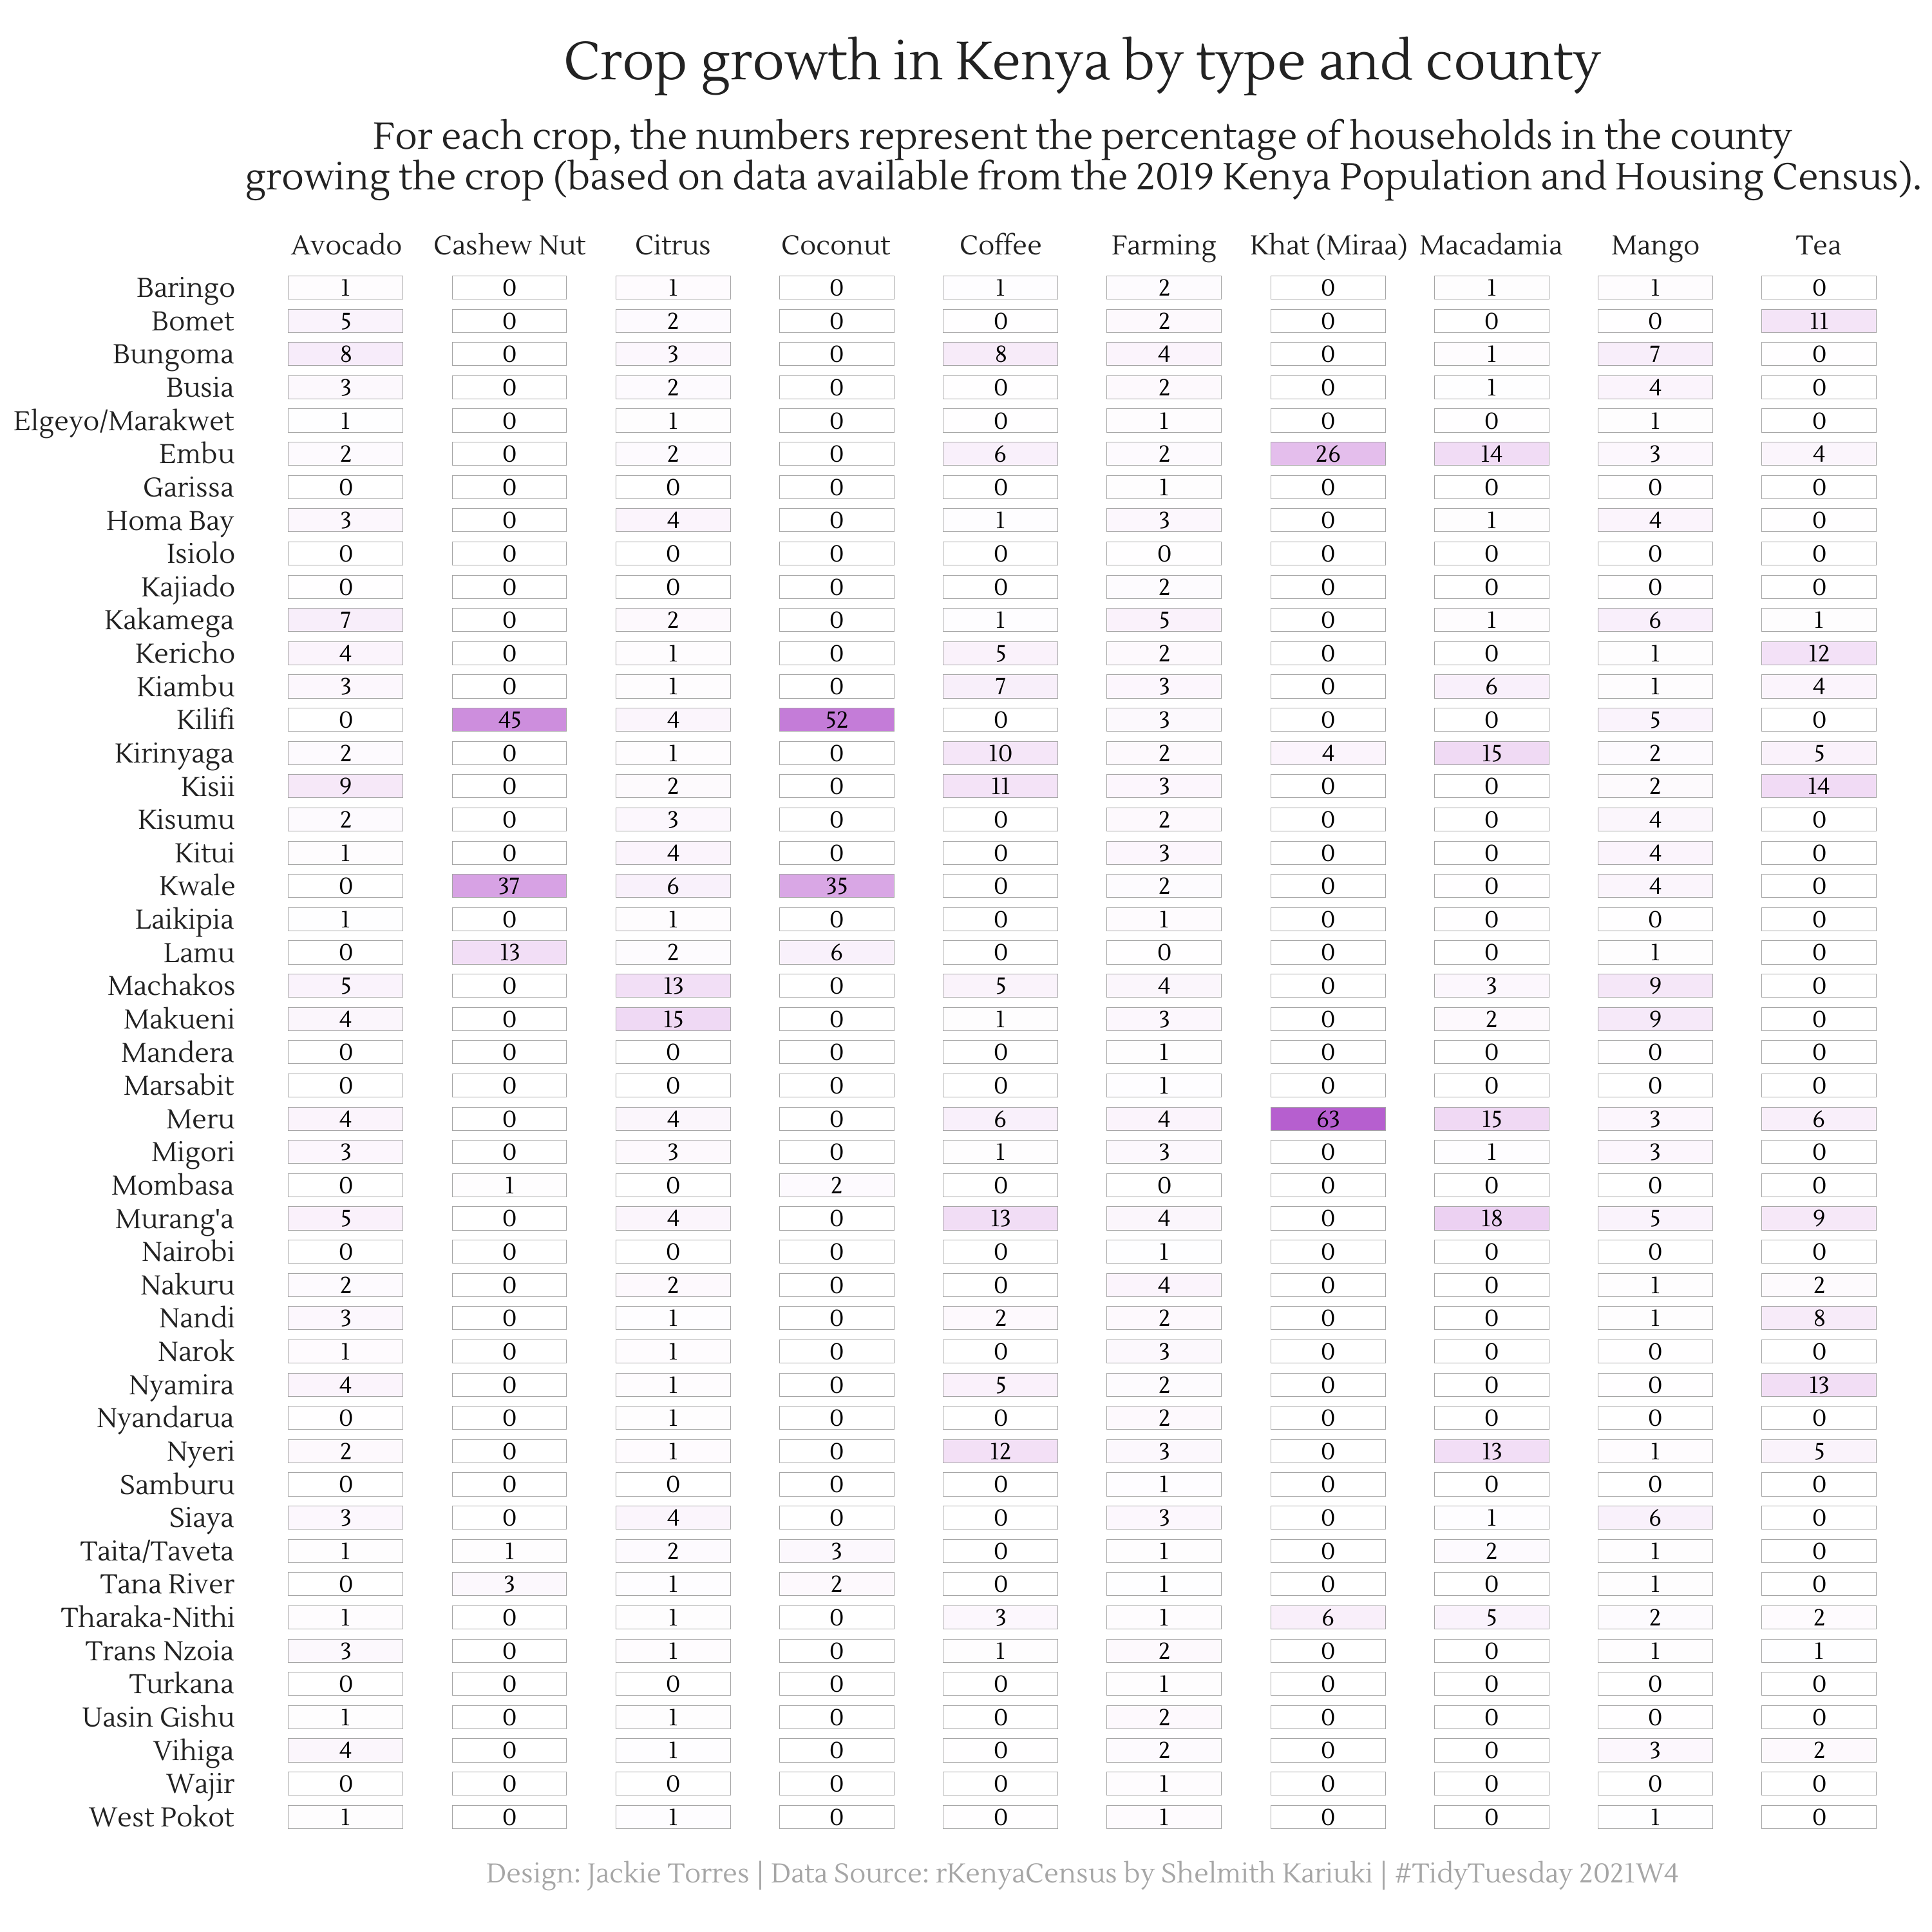 Crop growth in Kenya by type and county
For each crop, the numbers represent the percentage of households in the county
growing the crop (based on data available from the 2019 Kenya Population and Housing Census).
Avocado Cashew Nut Citrus Coconut Coffee Farming Khat (Miraa) Macadamia Mango Tea
Baringo 1 0 1 0 1 2 0 1 1 0
Bomet 5 0 2 0 0 2 0 0 0 11
Bungoma 8 0 3 0 8 4 0 1 7 0
Busia 3 0 2 0 0 2 0 1 4 0
Elgeyo/Marakwet 1 0 1 0 0 1 0 0 1 0
Embu 2 0 2 0 6 2 26 14 3 4
Garissa 0 0 0 0 0 1 0 0 0 0
Homa Bay 3 0 4 0 1 3 0 1 4 0
Isiolo 0 0 0 0 0 0 0 0 0 0
Kajiado 0 0 0 0 0 2 0 0 0 0
Kakamega 7 0 2 0 1 5 0 1 6 1
Kericho 4 0 1 0 5 2 0 0 1 12
Kiambu 3 0 1 0 7 3 0 6 1 4
Kilifi 0 45 4 52 0 3 0 0 5 0
Kirinyaga 2 0 1 0 10 2 4 15 2 5
Kisii 9 0 2 0 11 3 0 0 2 14
Kisumu 2 0 3 0 0 2 0 0 4 0
Kitui 1 0 4 0 0 3 0 0 4 0
Kwale 0 37 6 35 0 2 0 0 4 0
Laikipia 1 0 1 0 0 1 0 0 0 0
Lamu 0 13 2 6 0 0 0 0 1 0
Machakos 5 0 13 0 5 4 0 3 9 0
Makueni 4 0 15 0 1 3 0 2 9 0
Mandera 0 0 0 0 0 1 0 0 0 0
Marsabit 0 0 0 0 0 1 0 0 0 0
Meru 4 0 4 0 6 4 63 15 3 6
Migori 3 0 3 0 1 3 0 1 3 0
Mombasa 0 1 0 2 0 0 0 0 0 0
Murang'a 5 0 4 0 13 4 0 18 5 9
Nairobi 0 0 0 0 0 1 0 0 0 0
Nakuru 2 0 2 0 0 4 0 0 1 2
Nandi 3 0 1 0 2 2 0 0 1 8
Narok 1 0 1 0 0 3 0 0 0 0
Nyamira 4 0 1 0 5 2 0 0 0 13
Nyandarua 0 0 1 0 0 2 0 0 0 0
Nyeri 2 0 1 0 12 3 0 13 1 5
Samburu 0 0 0 0 0 1 0 0 0 0
Siaya 3 0 4 0 0 3 0 1 6 0
Taita/Taveta 1 1 2 3 0 1 0 2 1 0
Tana River 0 3 1 2 0 1 0 0 1 0
Tharaka-Nithi 1 0 1 0 3 1 6 5 2 2
Trans Nzoia 3 0 1 0 1 2 0 0 1 1
Turkana 0 0 0 0 0 1 0 0 0 0
Uasin Gishu 1 0 1 0 0 2 0 0 0 0
Vihiga 4 0 1 0 0 2 0 0 3 2
Wajir 0 0 0 0 0 1 0 0 0 0
West Pokot 1 0 1 0 0 1 0 0 1 0
Design: Jackie Torres | Data Source: rKenyaCensus by Shelmith Kariuki | #TidyTuesday 2021W4